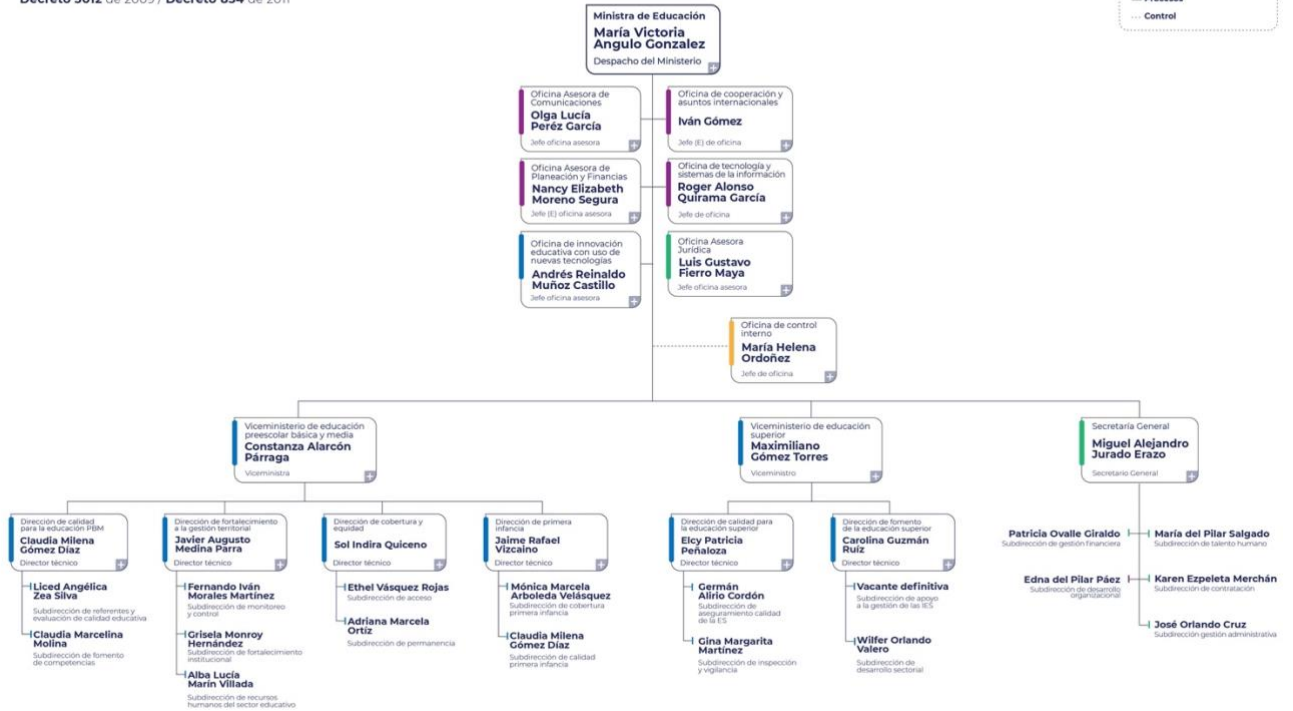 Decreto 5012 de 2009 / Decreto 854 de 2011
Procesos
Control
Ministra de Educación
María Victoria
Angulo Gonzalez
Despacho del Ministerio
Oficina Asesora de
Comunicaciones
Olga Lucía
Peréz García
Jefe oficina asesora
Oficina de cooperación y
asuntos internacionales
Iván Gómez
Jefe (E) de oficina
Oficina Asesora de
Planeación y Financias
Nancy Elizabeth
Moreno Segura
Jefe (E) oficina asesora
Oficina de tecnología y
sistemas de la información
Roger Alonso
Quirama García
Jefe de oficina
Oficina de innovación
educativa con uso de
nuevas tecnologías
Andrés Reinaldo
Muñoz Castillo
Jefe oficina asesora
Oficina Asesora
Jurídica
Luis Gustavo
Fierro Maya
Jefe oficina asesora
Oficina de control
interno
María Helena
Ordoñez
Jefe de oficina
Viceministerio de educación
preescolar básica y media
Constanza Alarcón
Párraga
Viceministra
Viceministerio de educación
superior
Maximiliano
Gómez Torres
Viceministro
Secretaría General
Miguel Alejandro
Jurado Erazo
Secretario General
Dirección de calidad
para la educación PBM
Claudia Milena
Gómez Díaz
Director técnico
Liced Angélica
Zea Silva
Subdirección de referentes y
evaluación de calidad educativa
Claudia Marcelina
Molina
Subdirección de fomento
de competencias
Dirección de fortalecimiento
a la gestión territorial
Javier Augusto
Medina Parra
Director técnico
Fernando Iván
Morales Martínez
Subdirección de monitoreo
y control
Grisela Monroy
Hernández
Subdirección de fortalecimiento
institucional
Alba Lucía
Marín Villada
Subdirección de recursos
humanos del sector educativo
Dirección de cobertura y
equidad
Sol Indira Quiceno
Director técnico
Ethel Vásquez Rojas
Subdirección de acceso
Adriana Marcela
Ortíz
Subdirección de permanencia
Dirección de primera
infancia
Jaime Rafael
Vizcaino
Director técnico
Mónica Marcela
Arboleda Velásquez
Subdirección de cobertura
primera infancia
Claudia Milena
Gómez Díaz
Subdirección de calidad
primera infancia
Dirección de calidad para
la educación superior
Elcy Patricia
Peñaloza
Director técnico
Germán
Alirio Cordón
Subdirección de
aseguramiento calidad
de la ES
Gina Margarita
Martínez
Subdirección de inspección
y vigilancia
Dirección de fomento
de la educación superior
Carolina Guzmán
Ruiz
Director técnico
Vacante definitiva
Subdirección de apoyo
a la gestión de las IES
Wilfer Orlando
Valero
Subdirección de
desarrollo sectorial
Patricia Ovalle Giraldo
Subdirección de gestión financiera
María del Pilar Salgado
Subdirección de talento humano
Edna del Pilar Páez
Subdirección de desarrollo
organizacional
Karen Ezpeleta Merchán
Subdirección de contratación
José Orlando Cruz
Subdirección gestión administrativa